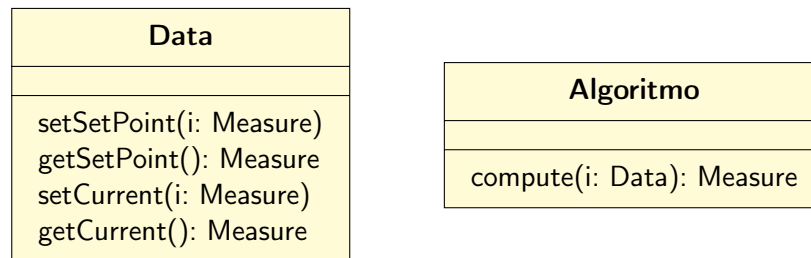 Data
setSetPoint(i: Measure)
getSetPoint(): Measure
setCurrent(i: Measure)
getCurrent(): Measure
Algoritmo
compute(i: Data): Measure